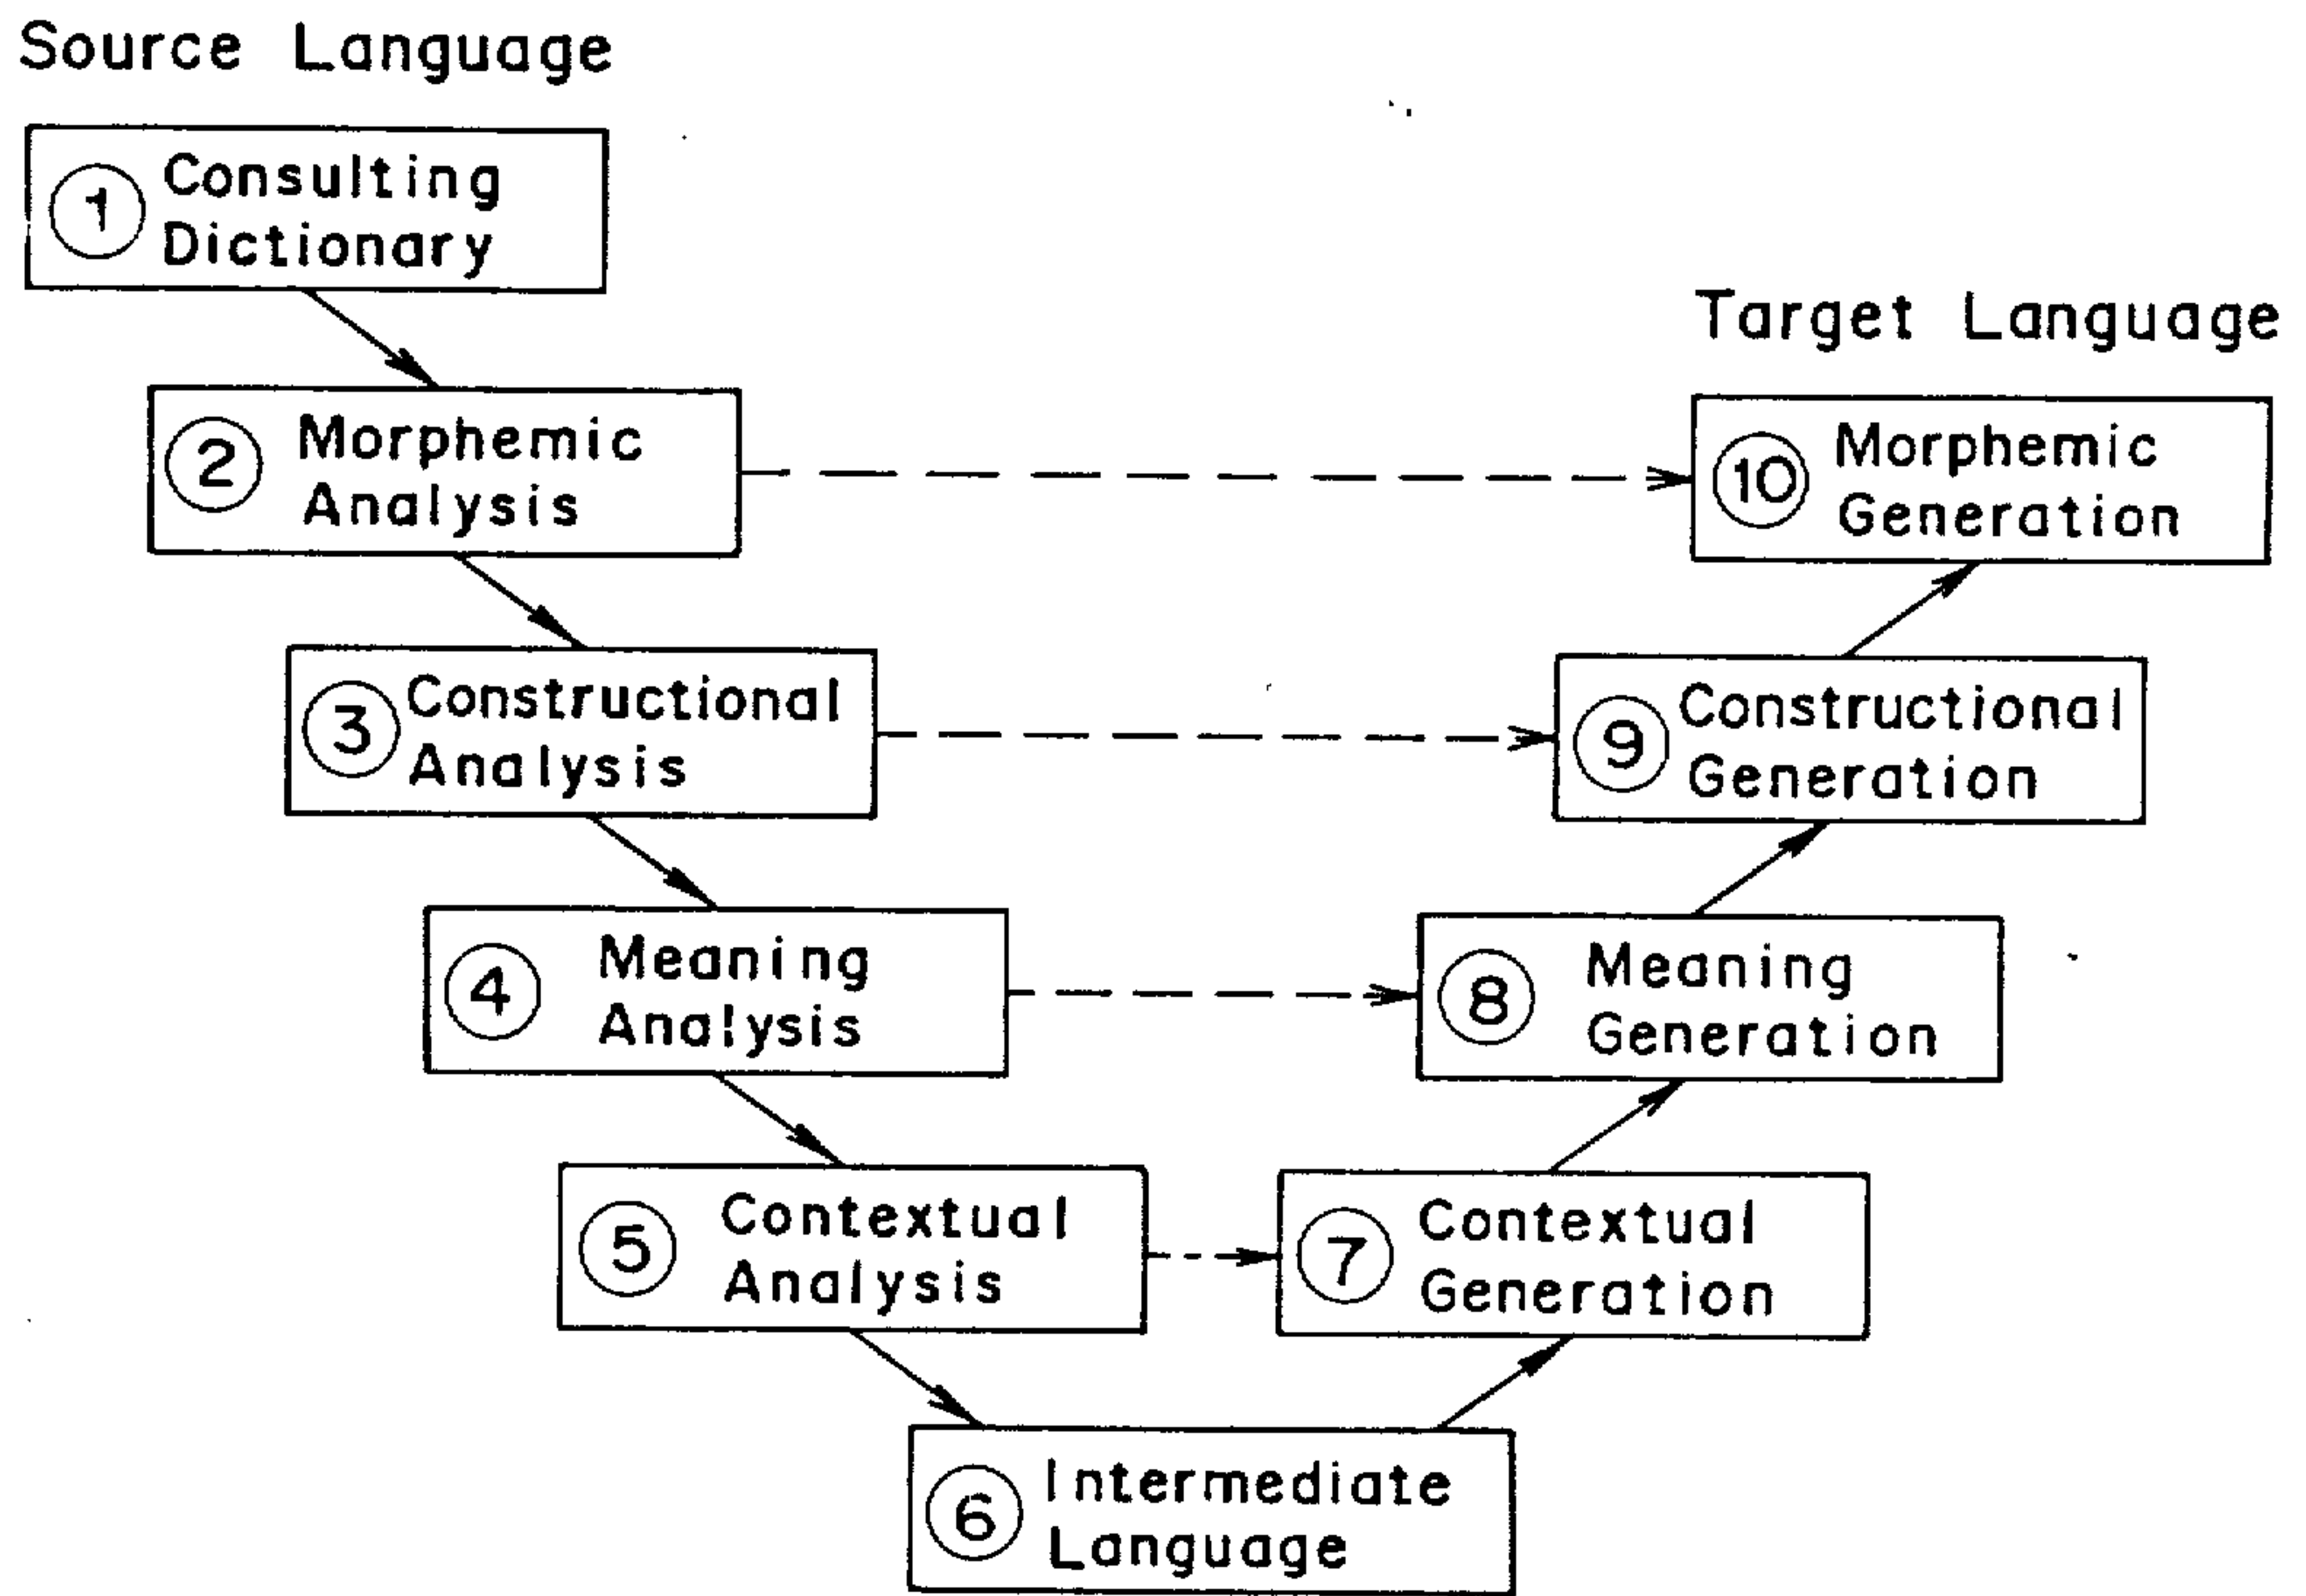 Source Language
1 Consulting
Dictionary
Target Language
2 Morphemic
Analysis
10 Morphemic
Generation
3 Constructional
Analysis
9 Constructional
Generation
4 Meaning
Analysis
8 Meaning
Generation
5 Contextual
Analysis
7 Contextual
Generation
6 Intermediate
Language